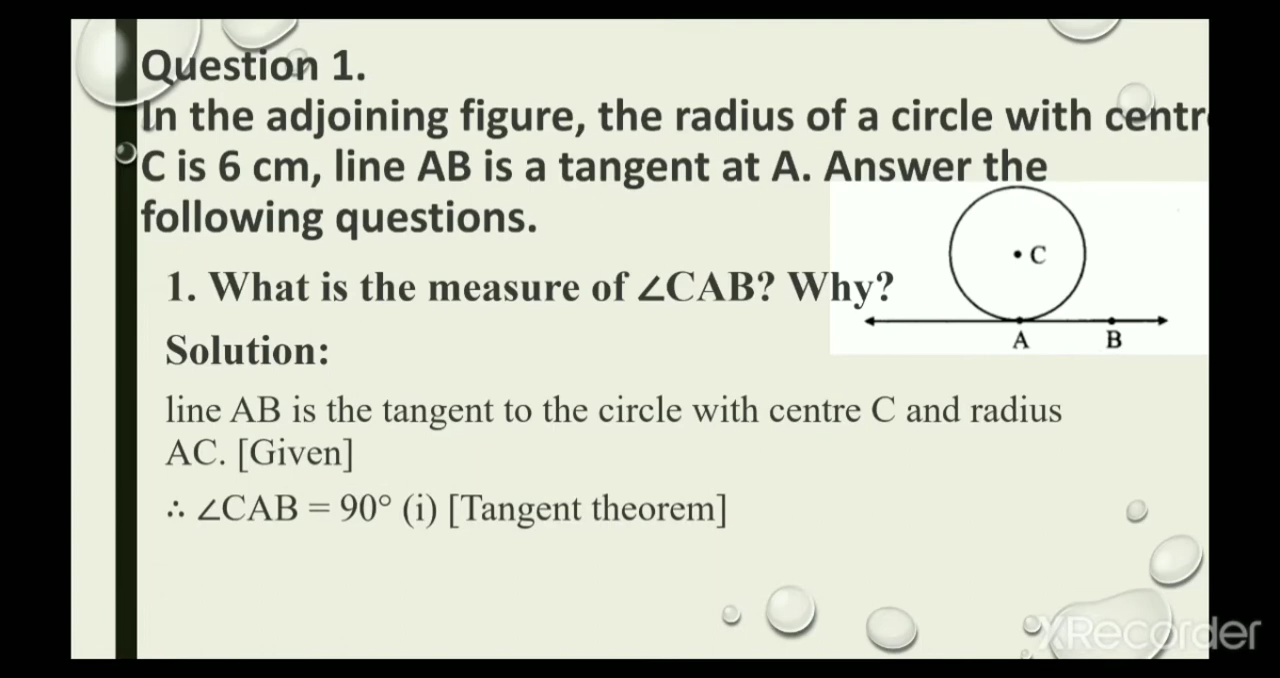 Question 1.
In the adjoining figure, the radius of a circle with centr
C is 6 cm, line AB is a tangent at A. Answer the
following questions.
1. What is the measure of ∠CAB? Why?
Solution:
line AB is the tangent to the circle with centre C and radius
AC. [Given]
∴ ∠CAB = 90° (i) [Tangent theorem]
C
A
B
XRecorder